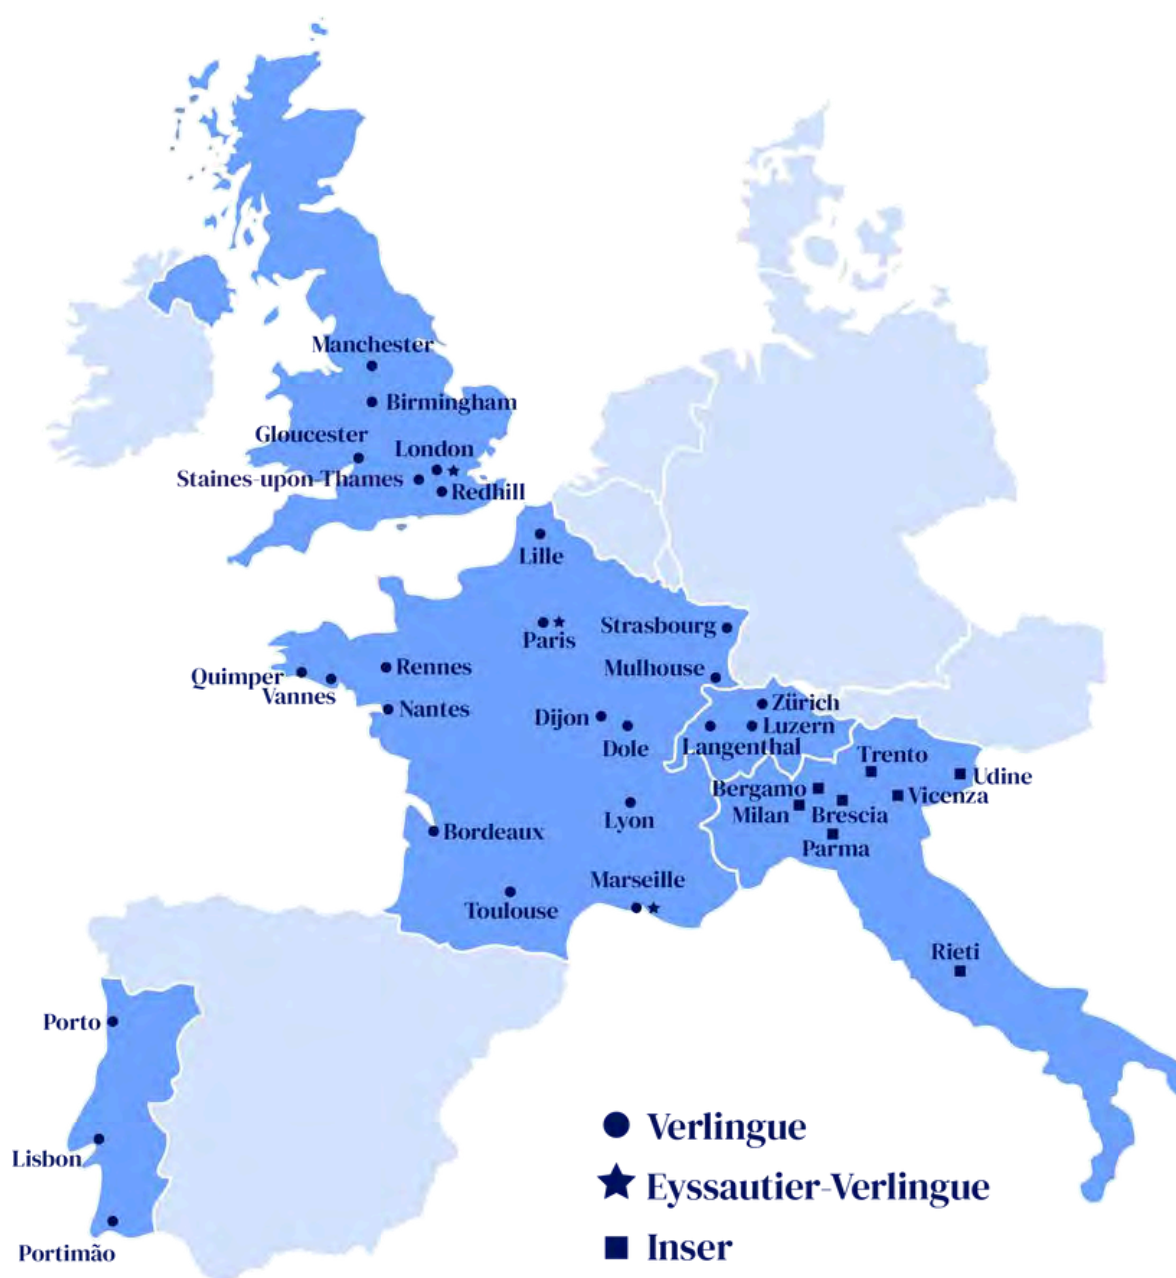 Manchester
Birmingham
Gloucester
London
Staines-upon-Thames
Redhill
Lille
Paris
Strasbourg
Quimper
Rennes
Mulhouse
Vannes
Nantes
Zürich
Dijon
Luzern
Dole
Langenthal
Trento
Udine
Bergamo
Vicenza
Milan
Brescia
Lyon
Bordeaux
Parma
Marseille
Toulouse
Rieti
Porto
Lisbon
Portimão
Verlingue
Eyssautier-Verlingue
Inser